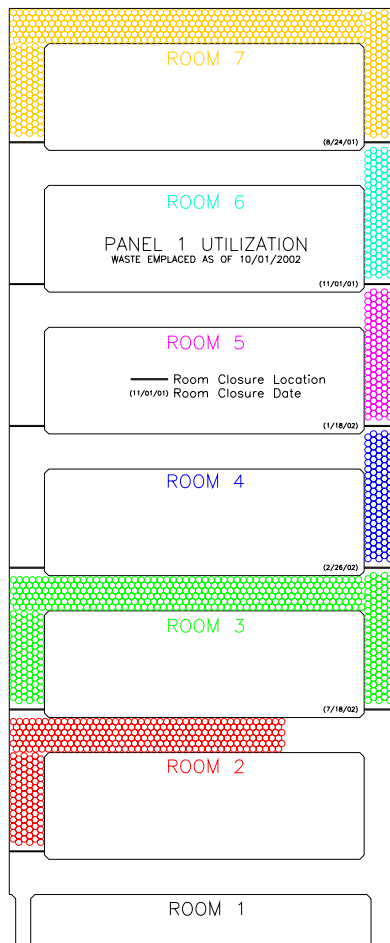 ROOM 7
(8/24/01)
ROOM 6
PANEL 1 UTILIZATION
WASTE EMPLACED AS OF 10/01/2002
(11/01/01)
ROOM 5
Room Closure Location
(11/01/01) Room Closure Date
(1/18/02)
ROOM 4
(2/26/02)
ROOM 3
(7/18/02)
ROOM 2
ROOM 1